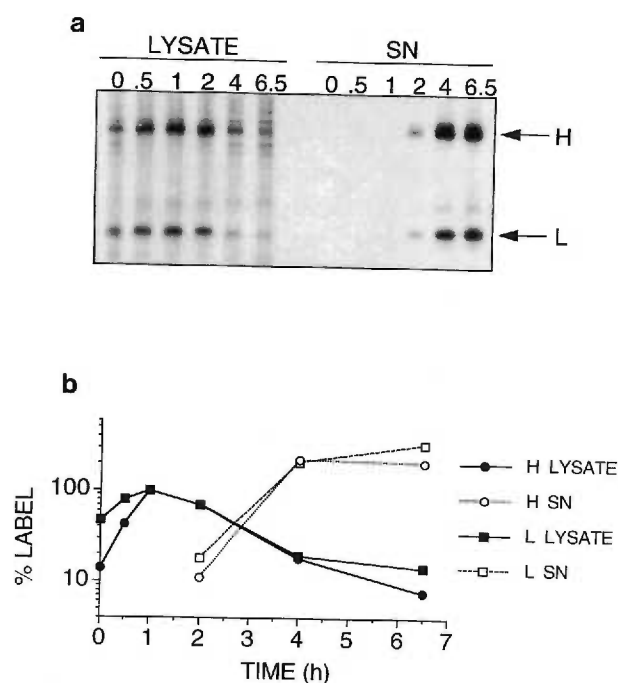 a
LYSATE SN
0 .5 1 2 4 6.5 0 .5 1 2 4 6.5
H
L
b
% LABEL
100
10
0 1 2 3 4 5 6 7
TIME (h)
H LYSATE
H SN
L LYSATE
L SN